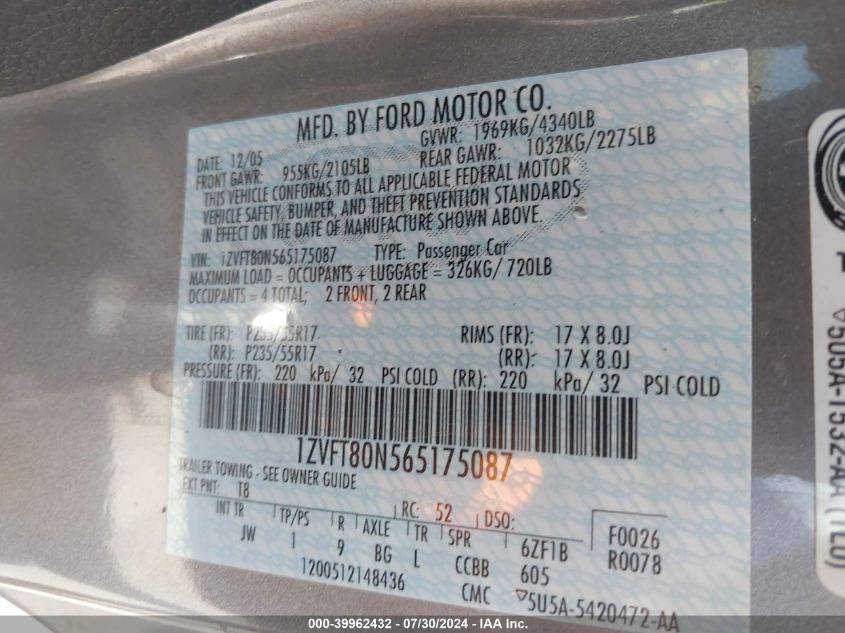 MFD. BY FORD MOTOR CO.
DATE: 12/05 GVWR: 1969KG/4340LB
FRONT GAWR: 955KG/2105LB REAR GAWR: 1032KG/2275LB
THIS VEHICLE CONFORMS TO ALL APPLICABLE FEDERAL MOTOR
VEHICLE SAFETY, BUMPER, AND THEFT PREVENTION STANDARDS
IN EFFECT ON THE DATE OF MANUFACTURE SHOWN ABOVE.
VIN: 1ZVFT80N565175087 TYPE: Passenger Car
MAXIMUM LOAD = OCCUPANTS + LUGGAGE = 326KG/ 720LB
OCCUPANTS = 4 TOTAL; 2 FRONT, 2 REAR
TIRE (FR): P235/55R17 RIMS (FR): 17 X 8.0J
(RR): P235/55R17 (RR): 17 X 8.0J
PRESSURE (FR): 220 kPa/ 32 PSI COLD (RR): 220 kPa/ 32 PSI COLD
1ZVFT80N565175087
TRAILER TOWING - SEE OWNER GUIDE
EXT PNT: T8 RC: 52 DSO:
INT TR TP/PS R AXLE TR SPR 6ZF1B F0026
JW 1 9 BG L CCBB 605 R0078
1200512148436 CMC ▽5U5A-5420472-AA
T
▽5U5A-1532-AA (TLO)
000-39962432 - 07/30/2024 - IAA Inc.